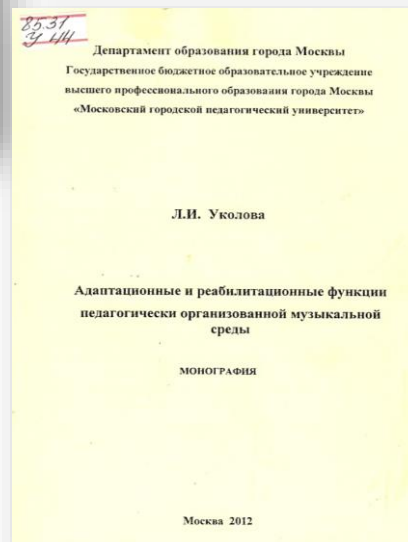 85.31
У 44
Департамент образования города Москвы
Государственное бюджетное образовательное учреждение
высшего профессионального образования города Москвы
«Московский городской педагогический университет»
Л.И. Уколова
Адаптационные и реабилитационные функции
педагогически организованной музыкальной
среды
МОНОГРАФИЯ
Москва 2012